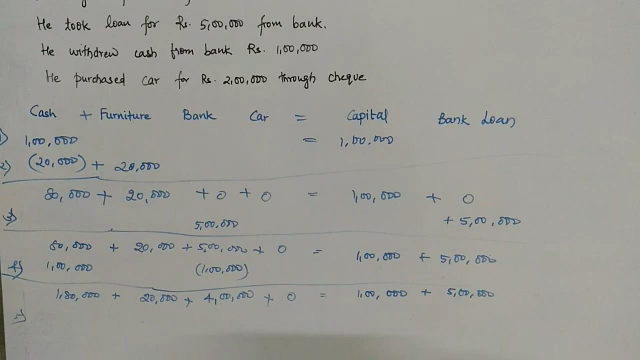 He took loan for Rs. 5,00,000 from bank.
He withdrew cash from bank Rs. 1,00,000
He purchased car for Rs. 2,00,000 through cheque
Cash + Furniture Bank Car = Capital Bank Loan
1,00,000 = 1,00,000
2) (20,000) + 20,000
80,000 + 20,000 + 0 + 0 = 1,00,000 + 0
3) 5,00,000 + 5,00,000
80,000 + 20,000 + 5,00,000 + 0 = 1,00,000 + 5,00,000
4) 1,00,000 (1,00,000)
1,80,000 + 20,000 + 4,00,000 + 0 = 1,00,000 + 5,00,000